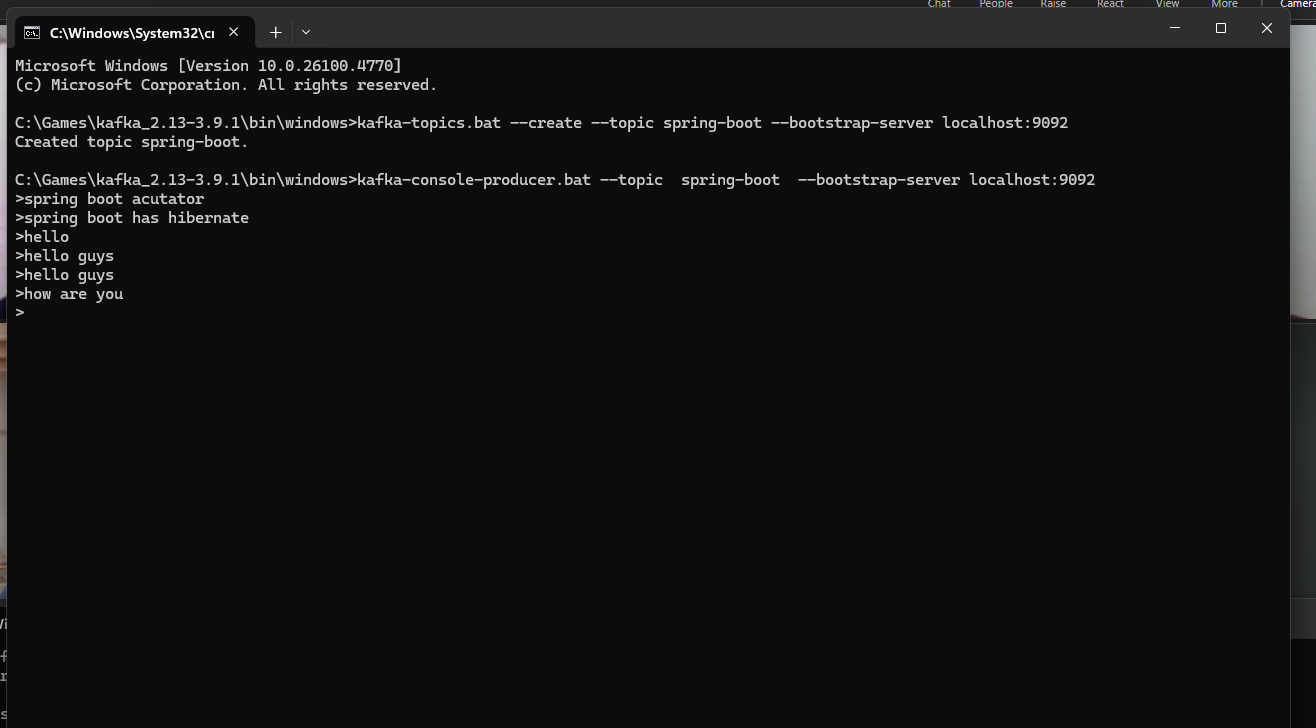 Chat People Raise React View More Camera
C:\Windows\System32\cr
Microsoft Windows [Version 10.0.26100.4770]
(c) Microsoft Corporation. All rights reserved.
C:\Games\kafka_2.13-3.9.1\bin\windows>kafka-topics.bat --create --topic spring-boot --bootstrap-server localhost:9092
Created topic spring-boot.
C:\Games\kafka_2.13-3.9.1\bin\windows>kafka-console-producer.bat --topic  spring-boot  --bootstrap-server localhost:9092
>spring boot acutator
>spring boot has hibernate
>hello
>hello guys
>hello guys
>how are you
>